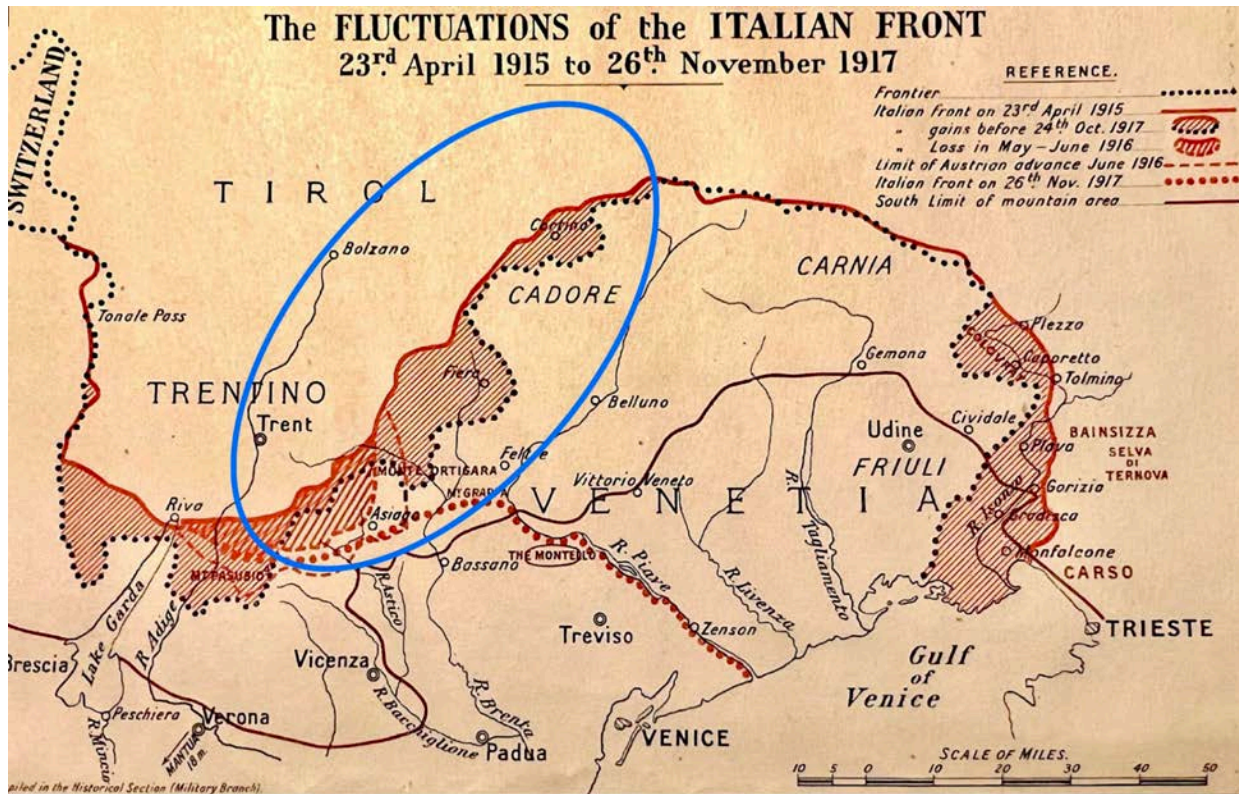 The FLUCTUATIONS of the ITALIAN FRONT
23rd. April 1915 to 26th. November 1917
REFERENCE.
Frontier
Italian Front on 23rd April 1915
" gains before 24th Oct. 1917
" Loss in May-June 1916
Limit of Austrian advance June 1916
Italian Front on 26th Nov. 1917
South Limit of mountain area
SWITZERLAND
TIROL
Bolzano
Cortina
CADORE
CARNIA
Tonale Pass
Plezzo
Gemona
Caporetto
Tolmino
TRENTINO
Fiera
Belluno
Trent
Cividale
Udine
Plava
BAINSIZZA
SELVA
DI
TERNOVA
FRIULI
Feltre
MONTE ORTIGARA
Vittorio Veneto
VENETIA
Gorizia
Riva
Asiago
R. Isonzo
Gradisca
THE MONTELLO
R. Piave
R. Tagliamento
Monfalcone
CARSO
MT PASUBIO
Bassano
R. Astico
R. Livenza
Lake Garda
R. Adige
Treviso
Zenson
TRIESTE
Brescia
Vicenza
Gulf
of
Venice
R. Bacchiglione
R. Brenta
Peschiera
Verona
R. Mincio
MANTUA
18 m.
Padua
VENICE
SCALE OF MILES.
10 5 0 10 20 30 40 50
piled in the Historical Section (Military Branch).